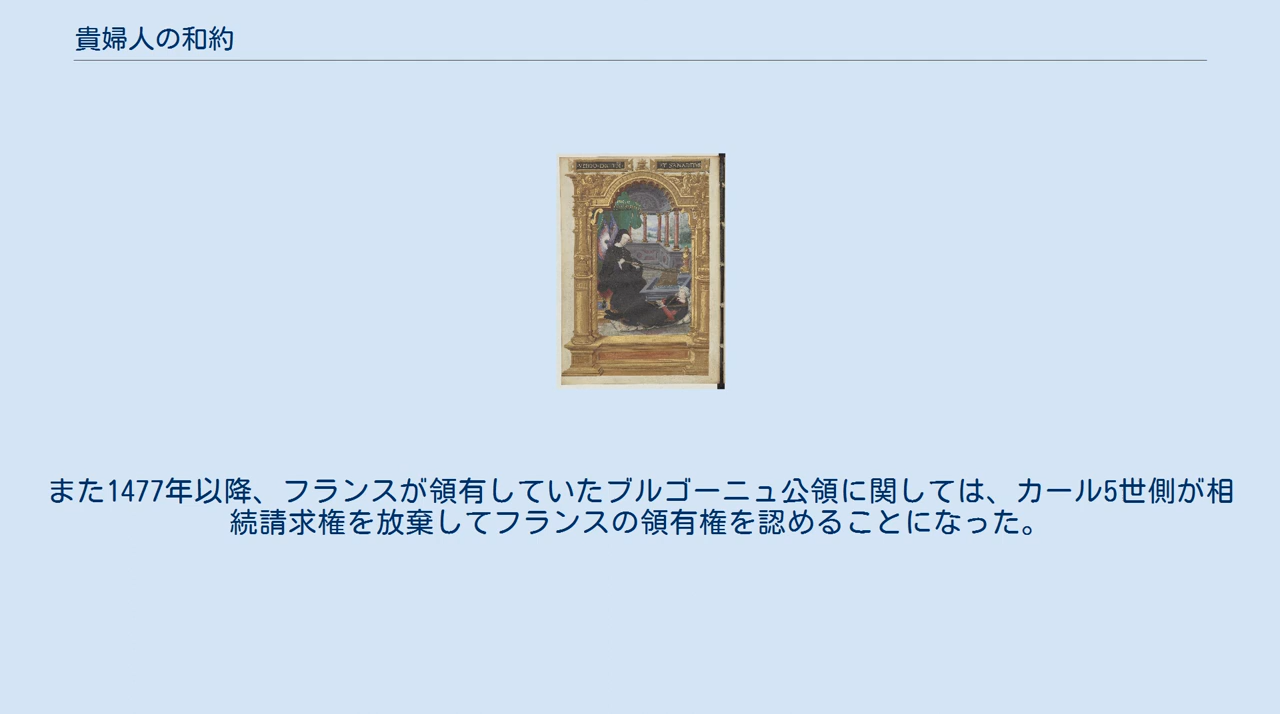 貴婦人の和約
また1477年以降、フランスが領有していたブルゴーニュ公領に関しては、カール5世側が相
続請求権を放棄してフランスの領有権を認めることになった。